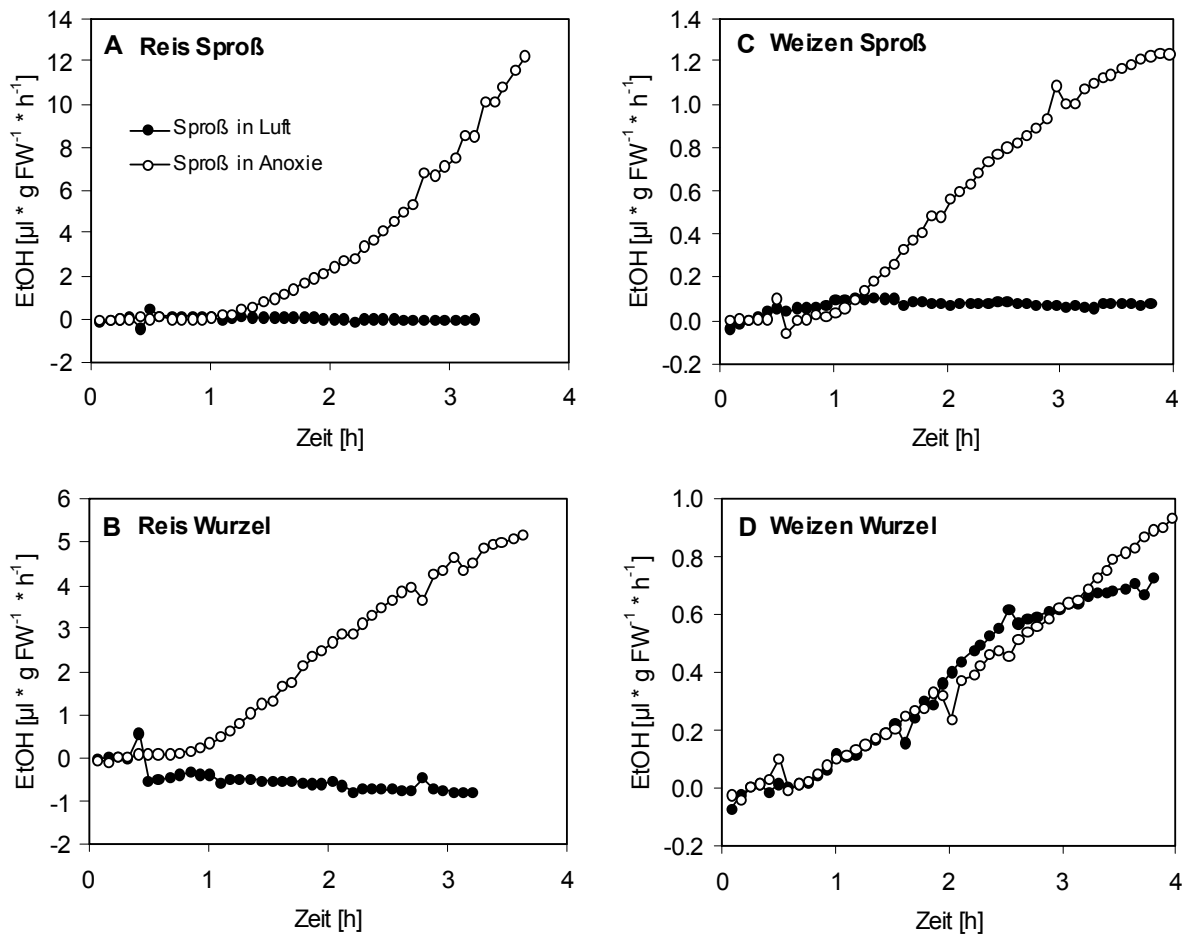 A Reis Sproß
EtOH [µl * g FW⁻¹ * h⁻¹]
14
12
10
8
6
4
2
0
-2
Sproß in Luft
Sproß in Anoxie
0 1 2 3 4
Zeit [h]
C Weizen Sproß
EtOH [µl * g FW⁻¹ * h⁻¹]
1.4
1.2
1.0
0.8
0.6
0.4
0.2
0.0
-0.2
0 1 2 3 4
Zeit [h]
B Reis Wurzel
EtOH [µl * g FW⁻¹ * h⁻¹]
6
5
4
3
2
1
0
-1
-2
0 1 2 3 4
Zeit [h]
D Weizen Wurzel
EtOH [µl * g FW⁻¹ * h⁻¹]
1.0
0.8
0.6
0.4
0.2
0.0
-0.2
0 1 2 3 4
Zeit [h]